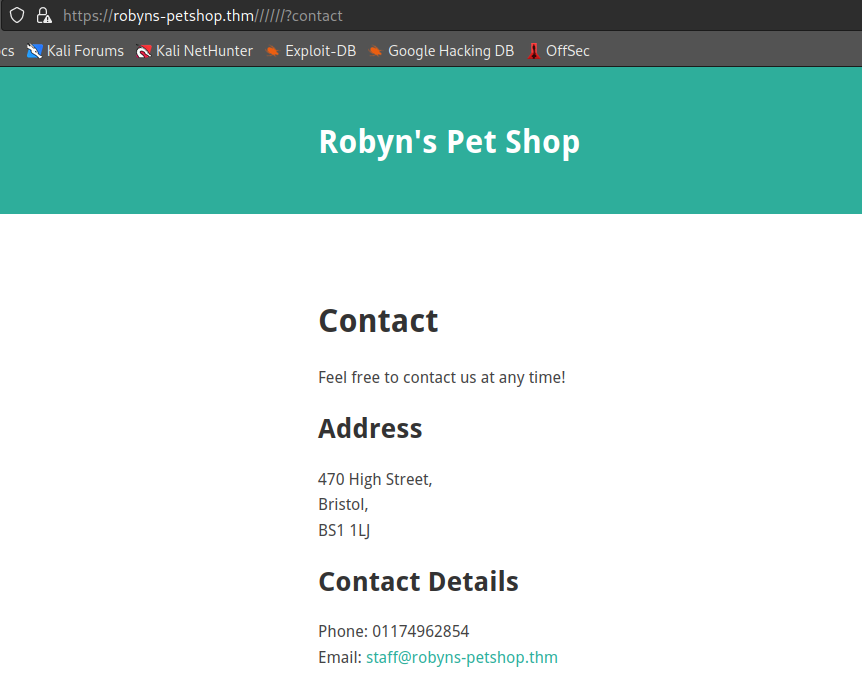 https://robyns-petshop.thm//////?contact
cs Kali Forums Kali NetHunter Exploit-DB Google Hacking DB OffSec
Robyn's Pet Shop
Contact
Feel free to contact us at any time!
Address
470 High Street,
Bristol,
BS1 1LJ
Contact Details
Phone: 01174962854
Email: staff@robyns-petshop.thm